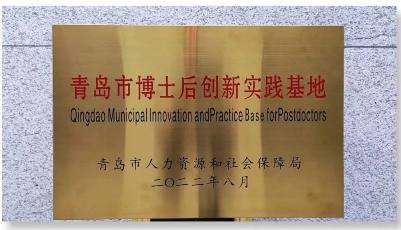 青岛市博士后创新实践基地
Qingdao Municipal Innovation andPractice Base forPostdoctors
青岛市人力资源和社会保障局
二〇二二年八月